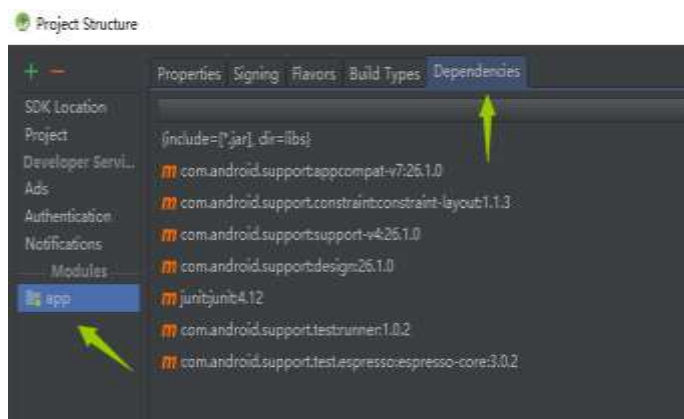 Project Structure
Properties Signing Flavors Build Types Dependencies
SDK Location
Project
Developer Servi...
Ads
Authentication
Notifications
Modules
app
{include=[*.jar], dir=libs}
com.android.support:appcompat-v7:26.1.0
com.android.support.constraint:constraint-layout:1.1.3
com.android.support:support-v4:26.1.0
com.android.support:design:26.1.0
junit:junit:4.12
com.android.support.test:runner:1.0.2
com.android.support.test.espresso:espresso-core:3.0.2